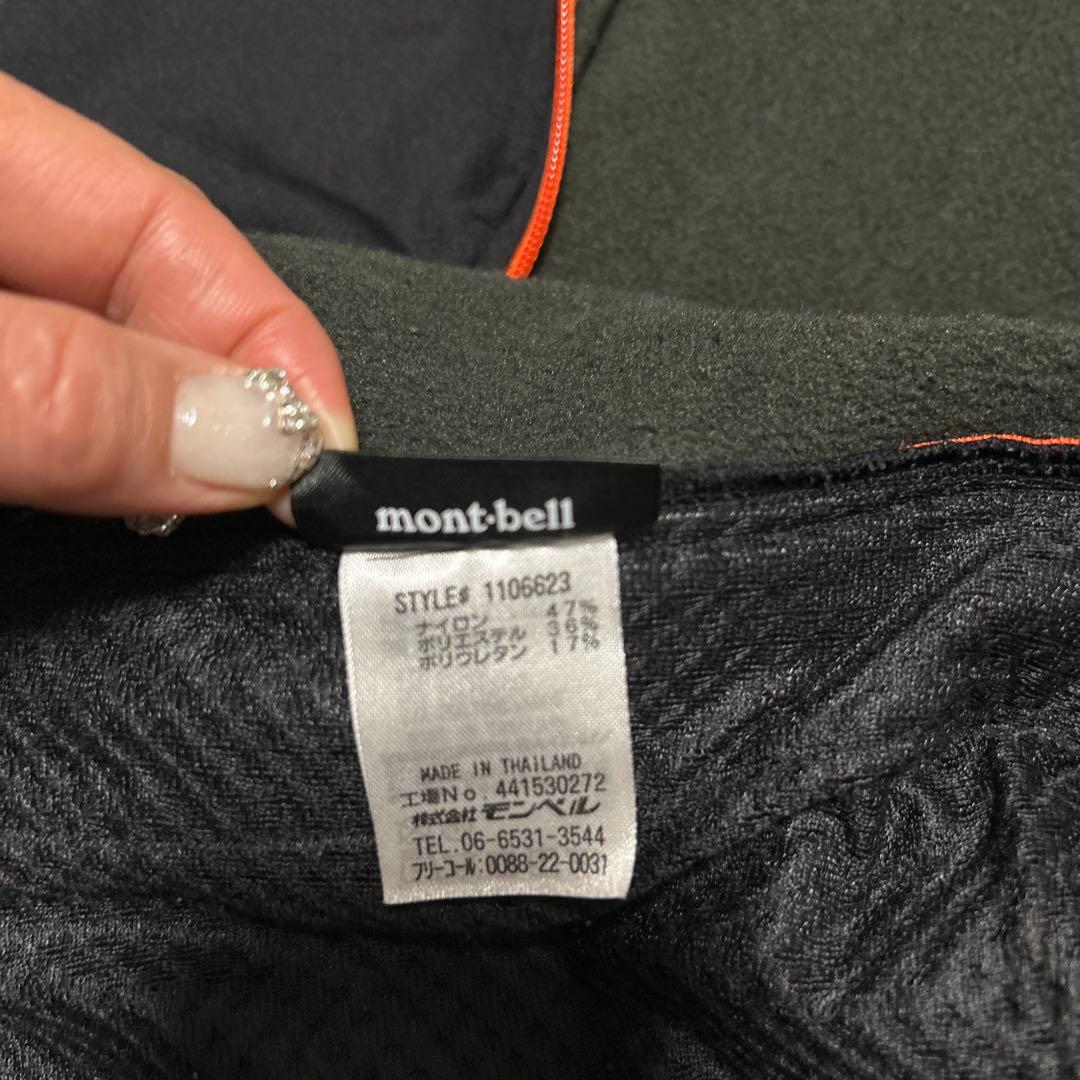 mont-bell
STYLE# 1106623
ナイロン 47%
ポリエステル 36%
ポリウレタン 17%
MADE IN THAILAND
工場No. 441530272
株式会社 モンベル
TEL.06-6531-3544
フリーコール:0088-22-0031